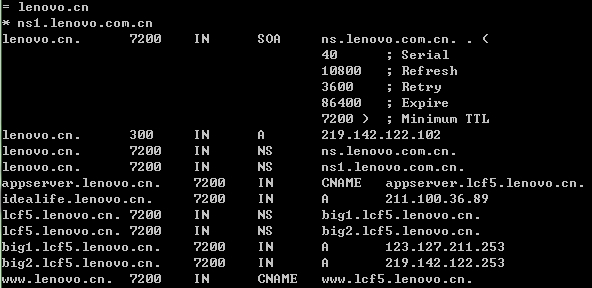 = lenovo.cn
* ns1.lenovo.com.cn
lenovo.cn. 7200 IN SOA ns.lenovo.com.cn. . (
40 ; Serial
10800 ; Refresh
3600 ; Retry
86400 ; Expire
7200 ) ; Minimum TTL
lenovo.cn. 300 IN A 219.142.122.102
lenovo.cn. 7200 IN NS ns.lenovo.com.cn.
lenovo.cn. 7200 IN NS ns1.lenovo.com.cn.
appserver.lenovo.cn. 7200 IN CNAME appserver.lcf5.lenovo.cn.
idealife.lenovo.cn. 7200 IN A 211.100.36.89
lcf5.lenovo.cn. 7200 IN NS big1.lcf5.lenovo.cn.
lcf5.lenovo.cn. 7200 IN NS big2.lcf5.lenovo.cn.
big1.lcf5.lenovo.cn. 7200 IN A 123.127.211.253
big2.lcf5.lenovo.cn. 7200 IN A 219.142.122.253
www.lenovo.cn. 7200 IN CNAME www.lcf5.lenovo.cn.